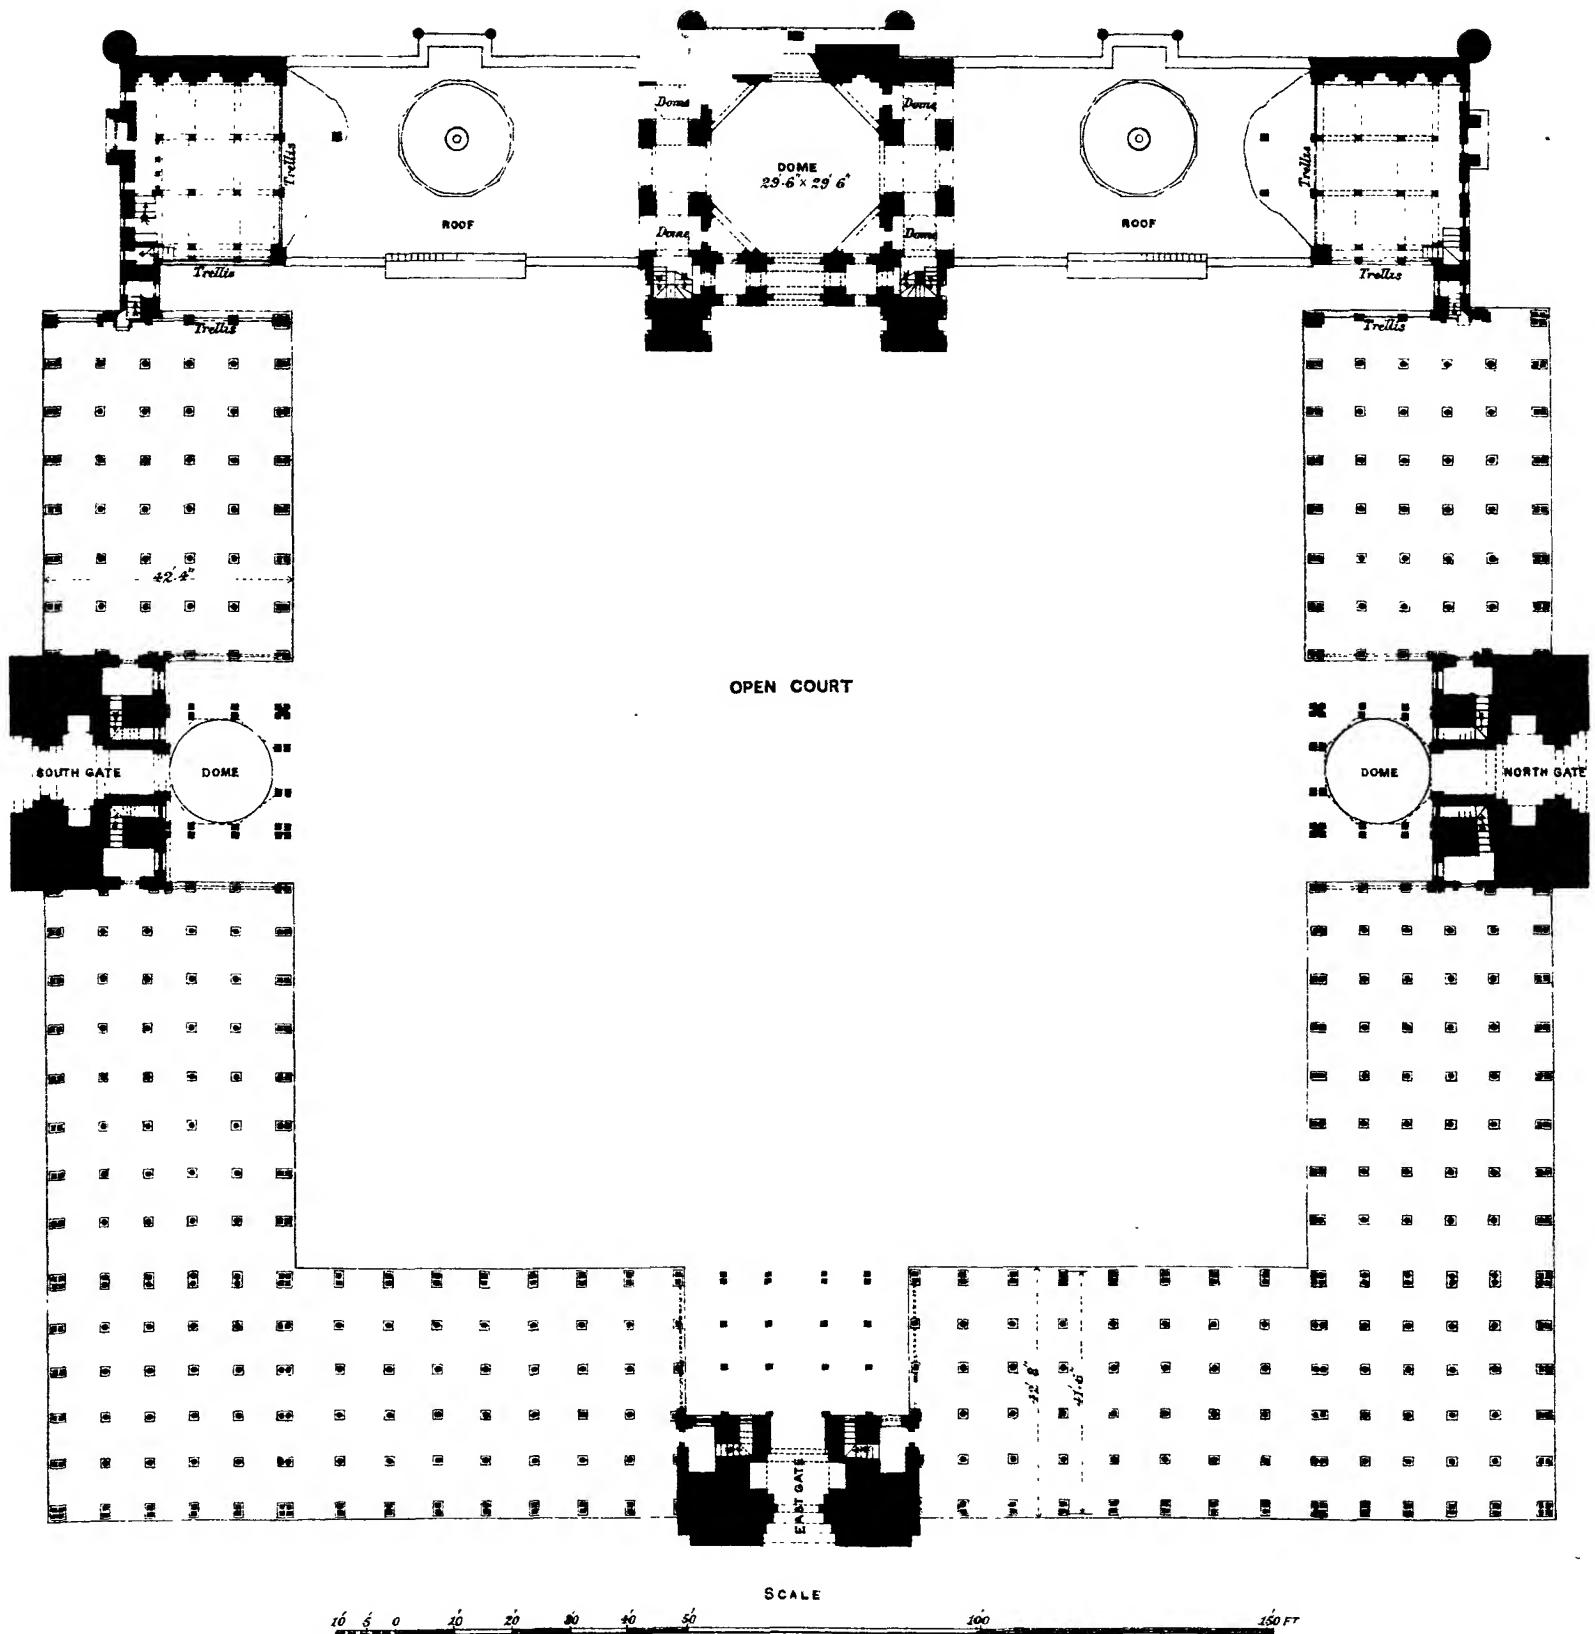 Dome
Dome
DOME
29'·6" × 29'·6"
Trellis
Trellis
ROOF
ROOF
Dome
Dome
Trellis
Trellis
Trellis
Trellis
42'·4"
OPEN COURT
SOUTH GATE
DOME
DOME
NORTH GATE
42'·8"
41'·6"
EAST GATE
SCALE
10' 5' 0 10' 20' 30' 40' 50' 100' 150 FT